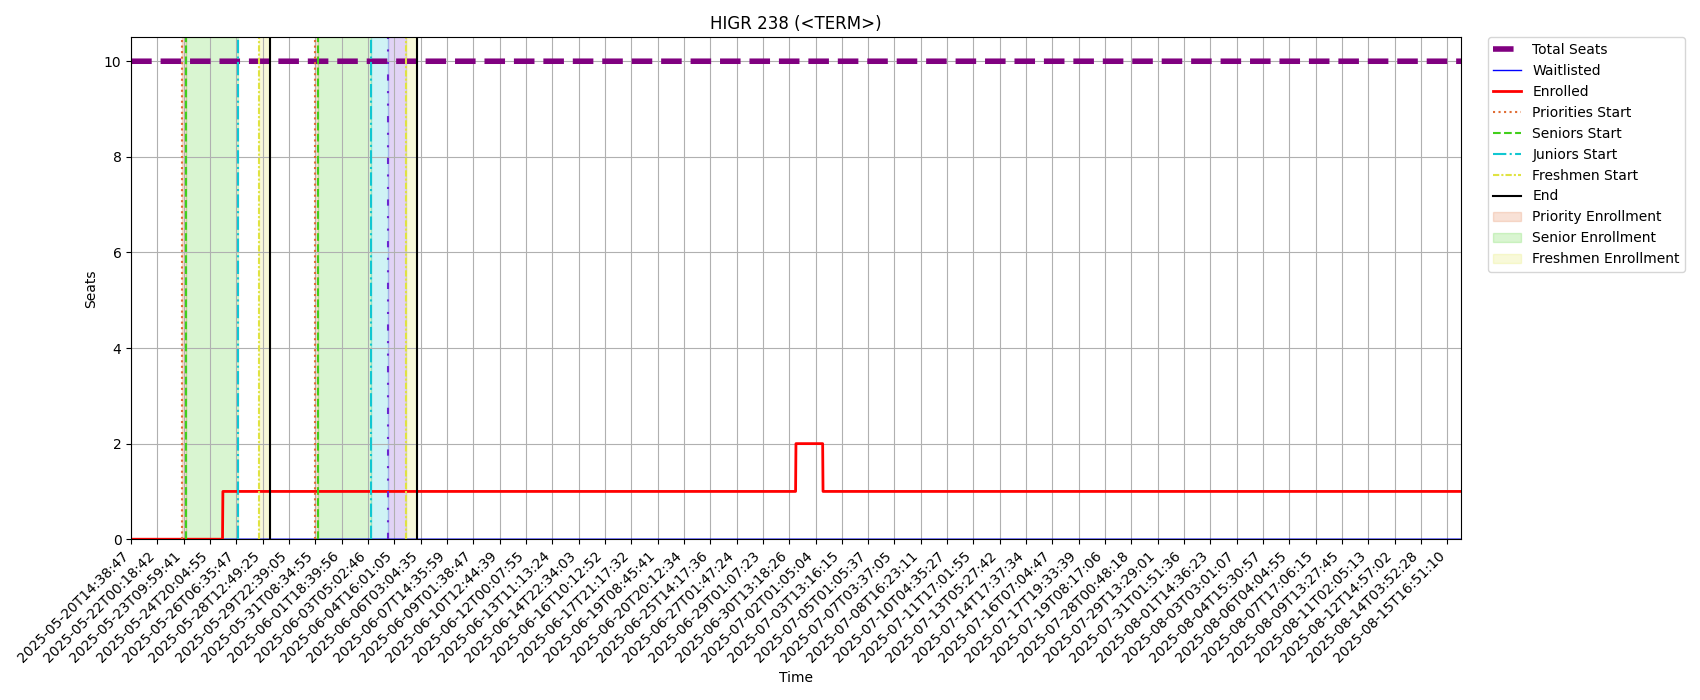 HIGR 238 (<TERM>)
Total Seats
Waitlisted
Enrolled
Priorities Start
Seniors Start
Juniors Start
Freshmen Start
End
Priority Enrollment
Senior Enrollment
Freshmen Enrollment
Seats
10
8
6
4
2
0
2025-05-20T14:38:47
2025-05-22T00:18:42
2025-05-23T09:59:41
2025-05-24T20:04:55
2025-05-26T06:35:47
2025-05-28T12:49:25
2025-05-29T22:39:05
2025-05-31T08:34:55
2025-06-01T18:39:56
2025-06-03T05:02:46
2025-06-04T16:01:05
2025-06-06T03:04:35
2025-06-07T14:35:59
2025-06-09T01:38:47
2025-06-10T12:44:39
2025-06-12T00:07:55
2025-06-13T11:13:24
2025-06-14T22:34:03
2025-06-16T10:12:52
2025-06-17T21:17:32
2025-06-19T08:45:41
2025-06-20T20:12:34
2025-06-25T14:17:36
2025-06-27T01:47:24
2025-06-29T01:07:23
2025-06-30T13:18:26
2025-07-02T01:05:04
2025-07-03T13:16:15
2025-07-05T01:05:37
2025-07-07T03:37:05
2025-07-08T16:23:11
2025-07-10T04:35:27
2025-07-11T17:01:55
2025-07-13T05:27:42
2025-07-14T17:37:34
2025-07-16T07:04:47
2025-07-17T19:33:39
2025-07-19T08:17:06
2025-07-28T00:48:18
2025-07-29T13:29:01
2025-07-31T01:51:36
2025-08-01T14:36:23
2025-08-03T03:01:07
2025-08-04T15:30:57
2025-08-06T04:04:55
2025-08-07T17:06:15
2025-08-09T13:27:45
2025-08-11T02:05:13
2025-08-12T14:57:02
2025-08-14T03:52:28
2025-08-15T16:51:10
Time